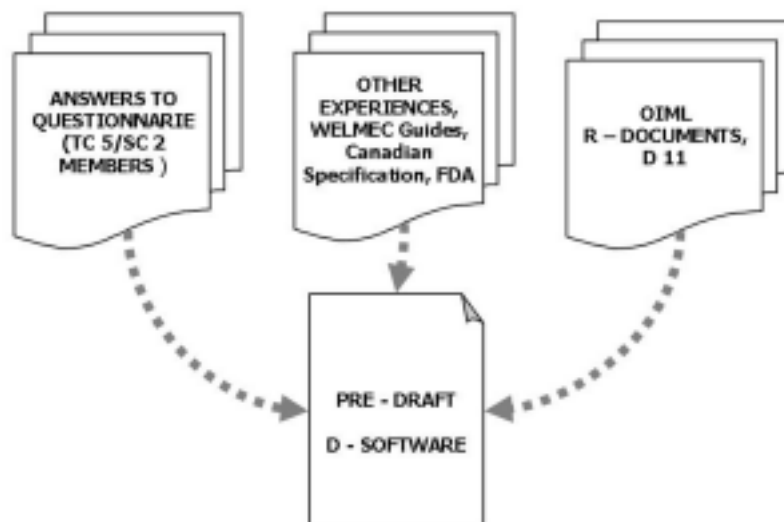 ANSWERS TO
QUESTIONNARIE
(TC 5/SC 2
MEMBERS )
OTHER
EXPERIENCES,
WELMEC Guides,
Canadian
Specification, FDA
OIML
R – DOCUMENTS,
D 11
PRE - DRAFT
D - SOFTWARE